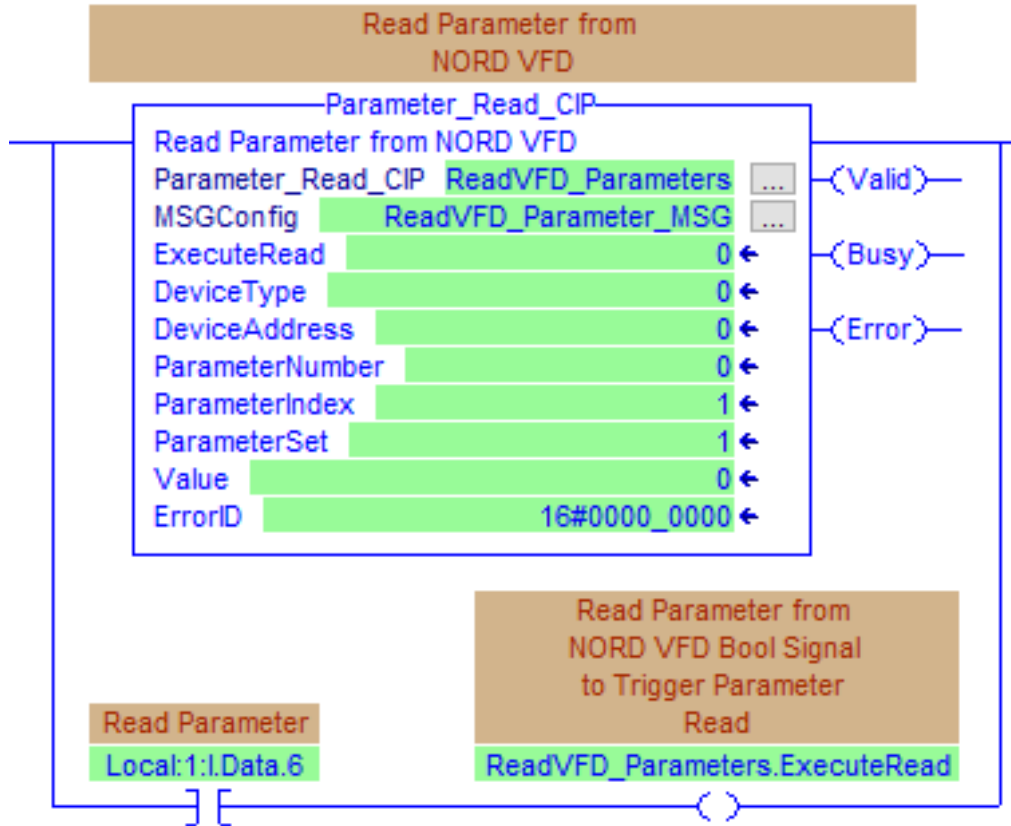 Read Parameter from
NORD VFD
Parameter_Read_CIP
Read Parameter from NORD VFD
Parameter_Read_CIP ReadVFD_Parameters ... (Valid)
MSGConfig ReadVFD_Parameter_MSG ...
ExecuteRead 0 (Busy)
DeviceType 0
DeviceAddress 0 (Error)
ParameterNumber 0
ParameterIndex 1
ParameterSet 1
Value 0
ErrorID 16#0000_0000
Read Parameter from
NORD VFD Bool Signal
to Trigger Parameter
Read
Read Parameter
Local:1:I.Data.6
ReadVFD_Parameters.ExecuteRead